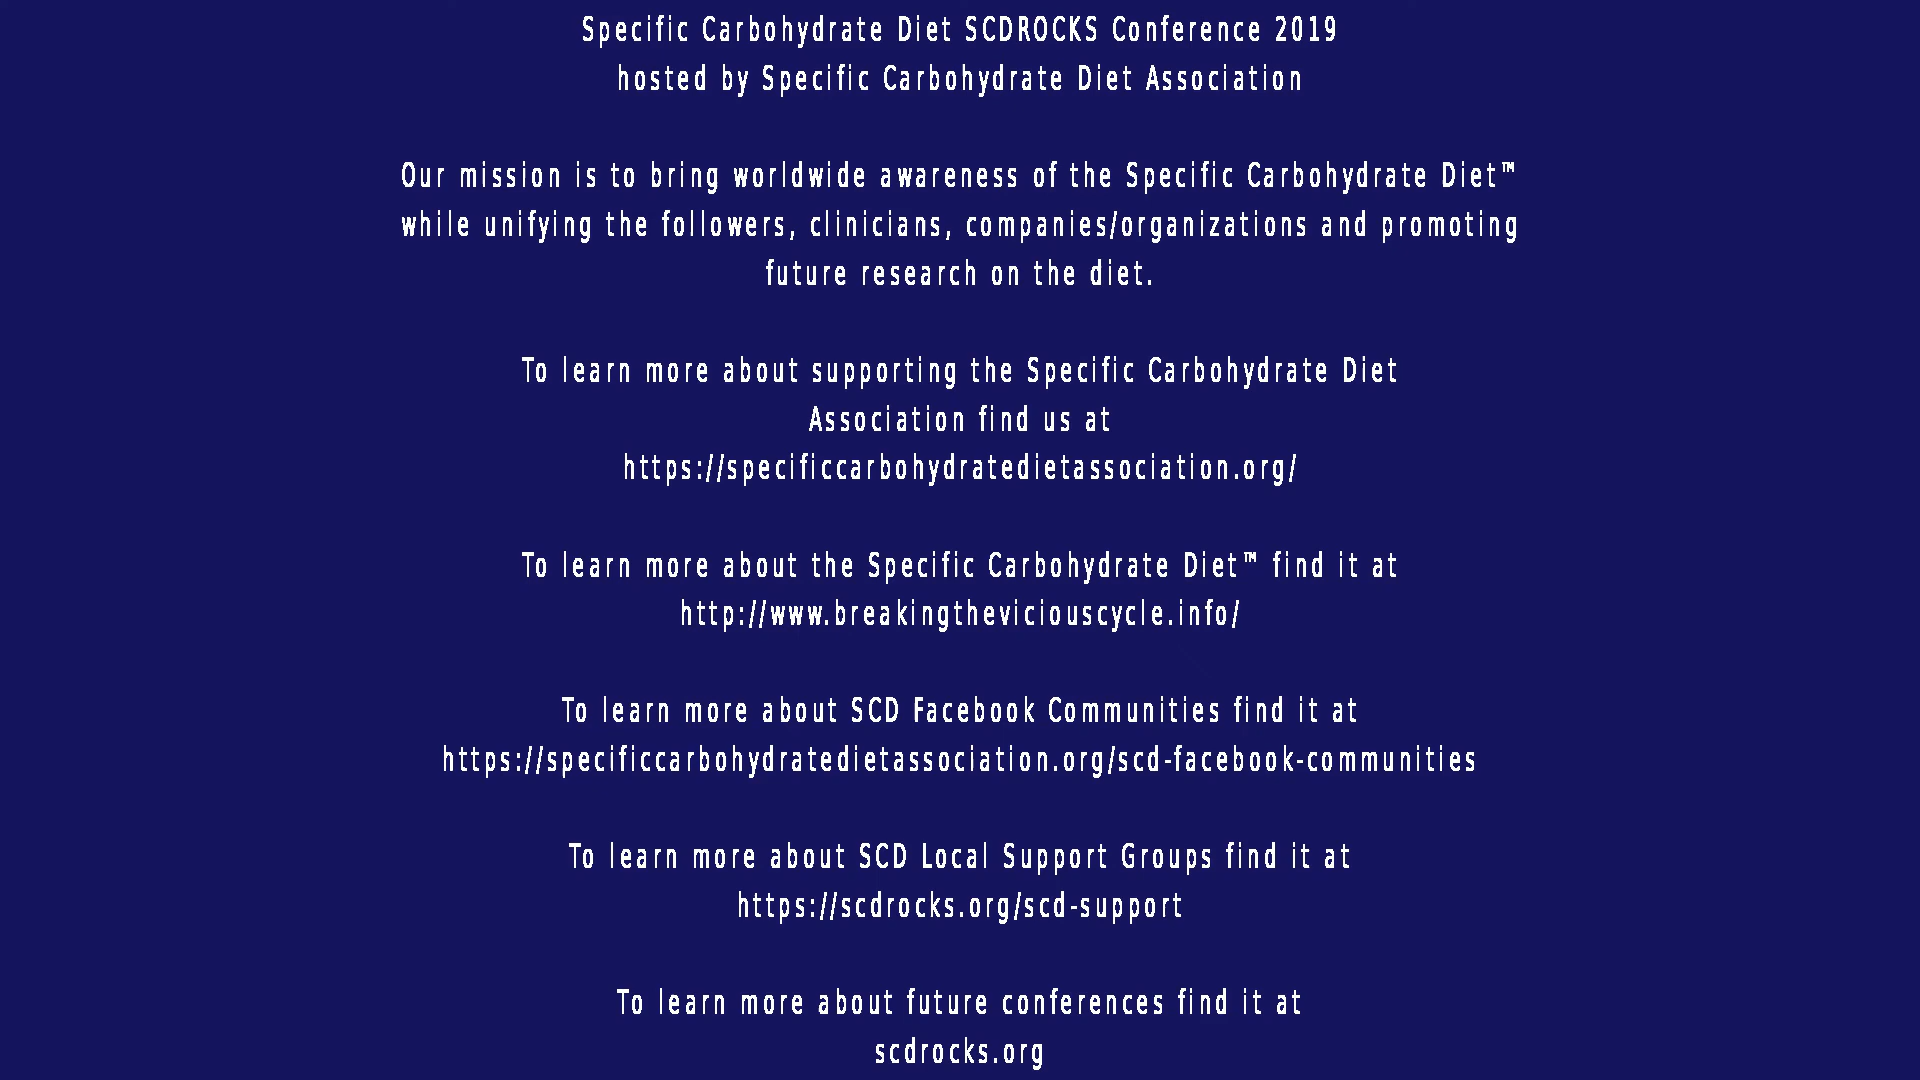 Specific Carbohydrate Diet SCDROCKS Conference 2019
hosted by Specific Carbohydrate Diet Association
Our mission is to bring worldwide awareness of the Specific Carbohydrate Diet™
while unifying the followers, clinicians, companies/organizations and promoting
future research on the diet.
To learn more about supporting the Specific Carbohydrate Diet
Association find us at
https://specificcarbohydratedietassociation.org/
To learn more about the Specific Carbohydrate Diet™ find it at
http://www.breakingtheviciouscycle.info/
To learn more about SCD Facebook Communities find it at
https://specificcarbohydratedietassociation.org/scd-facebook-communities
To learn more about SCD Local Support Groups find it at
https://scdrocks.org/scd-support
To learn more about future conferences find it at
scdrocks.org